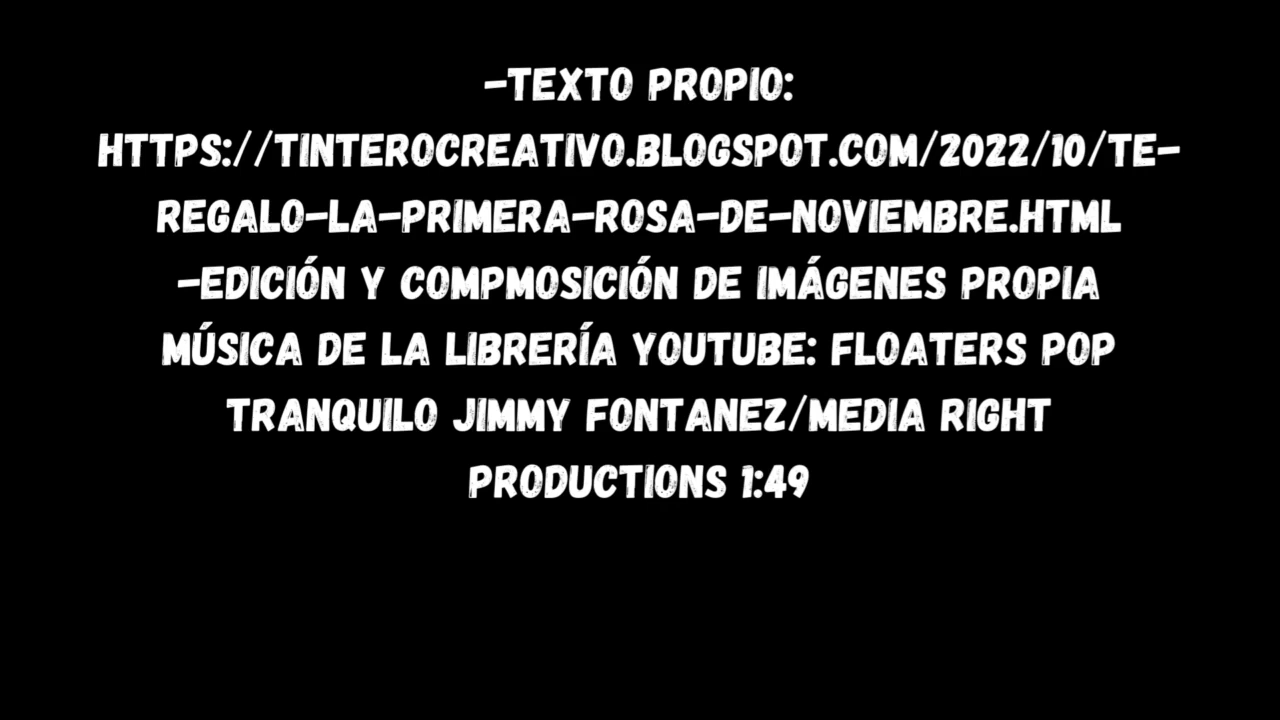 -TEXTO PROPIO:
HTTPS://TINTEROCREATIVO.BLOGSPOT.COM/2022/10/TE-
REGALO-LA-PRIMERA-ROSA-DE-NOVIEMBRE.HTML
-EDICIÓN Y COMPMOSICIÓN DE IMÁGENES PROPIA
MÚSICA DE LA LIBRERÍA YOUTUBE: FLOATERS POP
TRANQUILO JIMMY FONTANEZ/MEDIA RIGHT
PRODUCTIONS 1:49